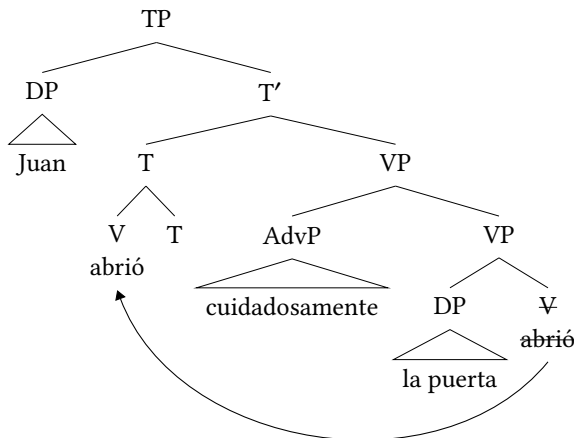 TP
DP T′
Juan T VP
V T AdvP VP
abrió cuidadosamente DP V
la puerta abrió